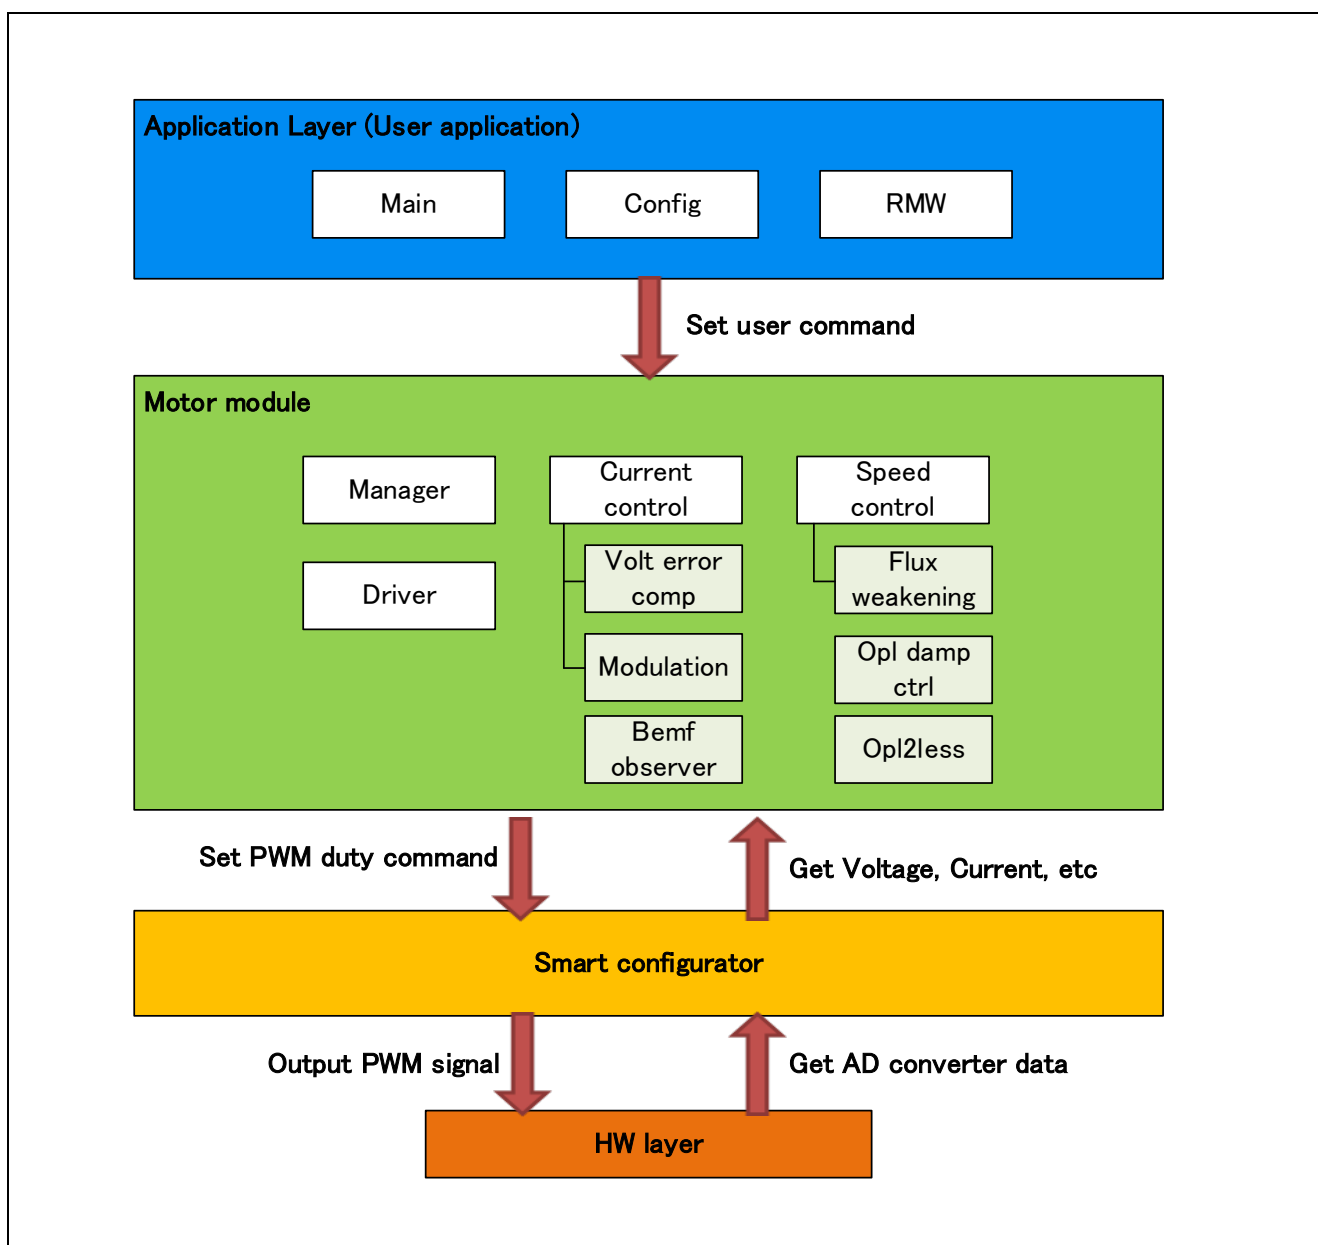 Application Layer (User application)
Main
Config
RMW
Set user command
Motor module
Manager
Driver
Current
control
Volt error
comp
Modulation
Bemf
observer
Speed
control
Flux
weakening
Opl damp
ctrl
Opl2less
Set PWM duty command
Get Voltage, Current, etc
Smart configurator
Output PWM signal
Get AD converter data
HW layer